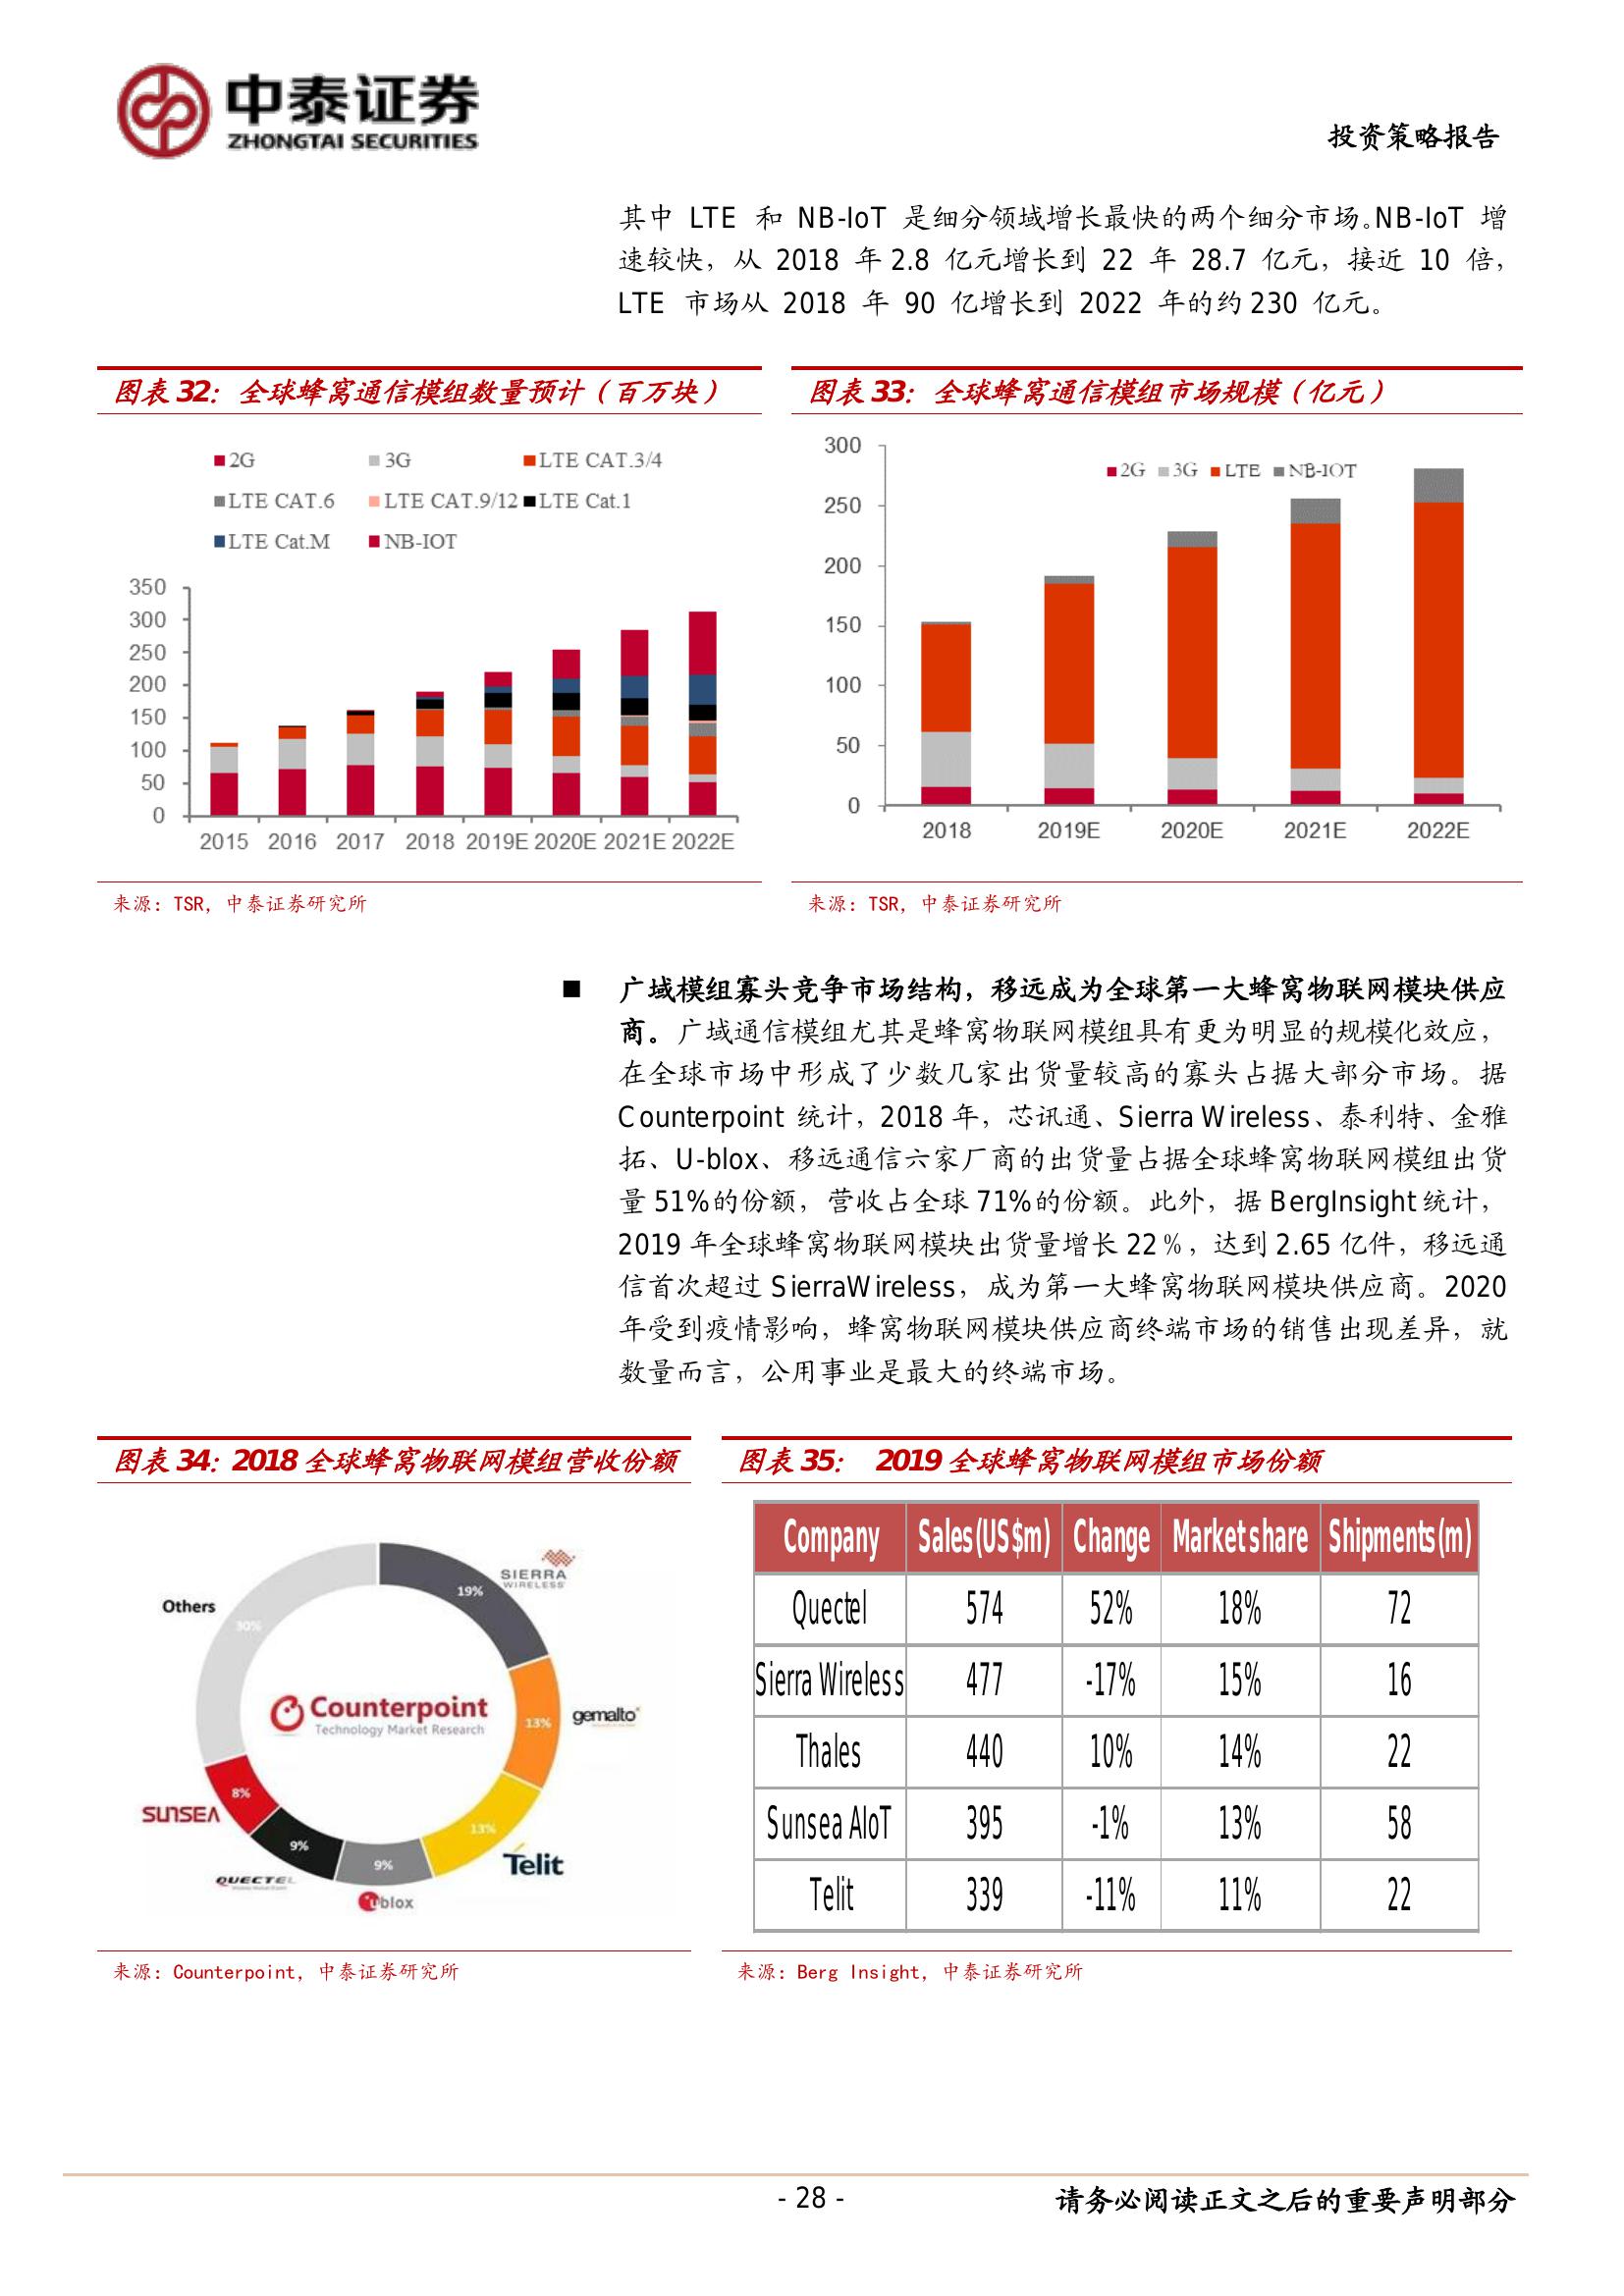 中泰证券
ZHONGTAI SECURITIES
投资策略报告
其中 LTE 和 NB-IoT 是细分领域增长最快的两个细分市场。NB-IoT 增
速较快，从 2018 年 2.8 亿元增长到 22 年 28.7 亿元，接近 10 倍，
LTE 市场从 2018 年 90 亿增长到 2022 年的约 230 亿元。
图表 32：全球蜂窝通信模组数量预计（百万块）
2G 3G LTE CAT.3/4
LTE CAT.6 LTE CAT.9/12 LTE Cat.1
LTE Cat.M NB-IOT
350
300
250
200
150
100
50
0
2015 2016 2017 2018 2019E 2020E 2021E 2022E
来源：TSR，中泰证券研究所
图表 33：全球蜂窝通信模组市场规模（亿元）
2G 3G LTE NB-IOT
300
250
200
150
100
50
0
2018 2019E 2020E 2021E 2022E
来源：TSR，中泰证券研究所
■ 广域模组寡头竞争市场结构，移远成为全球第一大蜂窝物联网模块供应
商。广域通信模组尤其是蜂窝物联网模组具有更为明显的规模化效应，
在全球市场中形成了少数几家出货量较高的寡头占据大部分市场。据
Counterpoint 统计，2018 年，芯讯通、Sierra Wireless、泰利特、金雅
拓、U-blox、移远通信六家厂商的出货量占据全球蜂窝物联网模组出货
量 51%的份额，营收占全球 71%的份额。此外，据 BergInsight 统计，
2019 年全球蜂窝物联网模块出货量增长 22％，达到 2.65 亿件，移远通
信首次超过 SierraWireless，成为第一大蜂窝物联网模块供应商。2020
年受到疫情影响，蜂窝物联网模块供应商终端市场的销售出现差异，就
数量而言，公用事业是最大的终端市场。
图表 34：2018 全球蜂窝物联网模组营收份额
SIERRA
WIRELESS
19%
Others
30%
Counterpoint
Technology Market Research
13%
gemalto
8%
SUNSEA
13%
9%
9%
Telit
QUECTEL
ublox
来源：Counterpoint，中泰证券研究所
图表 35： 2019 全球蜂窝物联网模组市场份额
Company Sales(US$m) Change Market share Shipments(m)
Quectel 574 52% 18% 72
Sierra Wireless 477 -17% 15% 16
Thales 440 10% 14% 22
Sunsea AIoT 395 -1% 13% 58
Telit 339 -11% 11% 22
来源：Berg Insight，中泰证券研究所
- 28 -
请务必阅读正文之后的重要声明部分